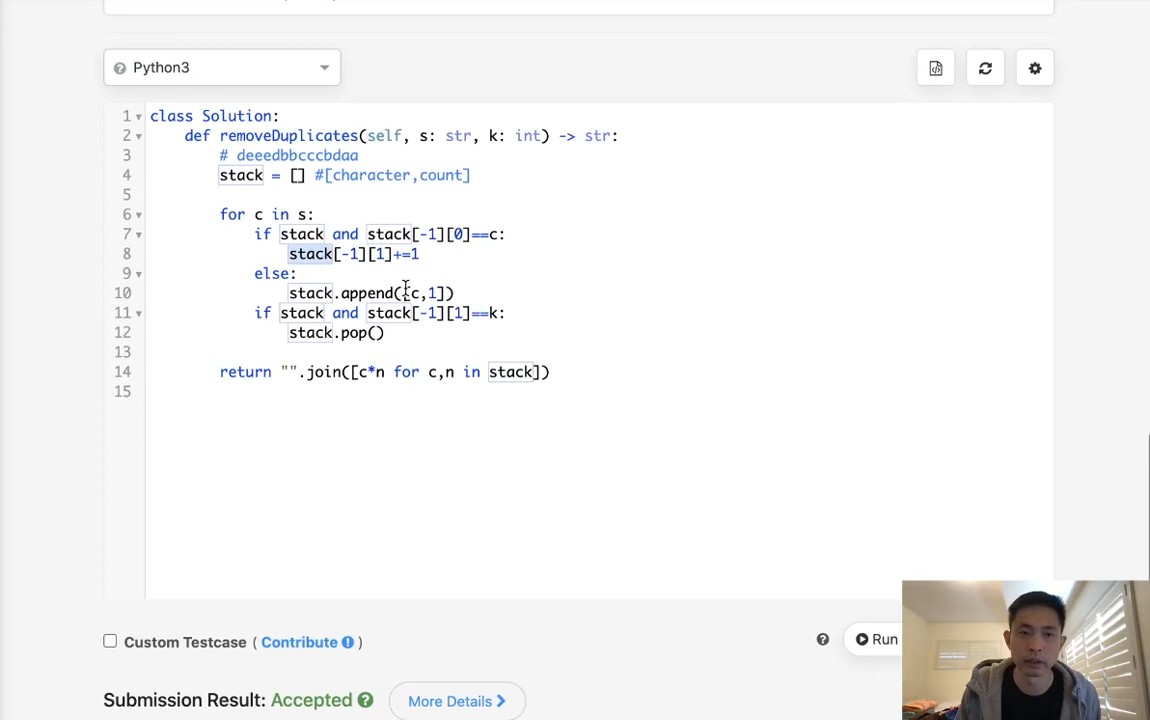 Python3
1 class Solution:
2 def removeDuplicates(self, s: str, k: int) -> str:
3 # deeedbbcccbdaa
4 stack = [] #[character,count]
5
6 for c in s:
7 if stack and stack[-1][0]==c:
8 stack[-1][1]+=1
9 else:
10 stack.append([c,1])
11 if stack and stack[-1][1]==k:
12 stack.pop()
13
14 return "".join([c*n for c,n in stack])
15
Custom Testcase ( Contribute )
Run
Submission Result: Accepted
More Details